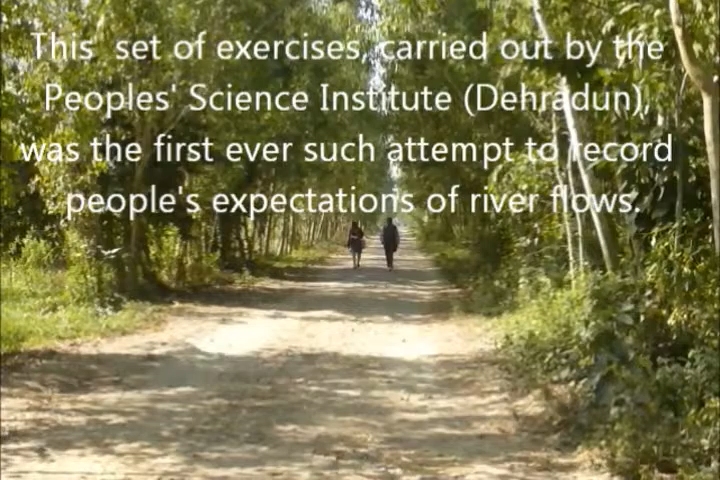 This set of exercises, carried out by the
Peoples' Science Institute (Dehradun),
was the first ever such attempt to record
people's expectations of river flows.